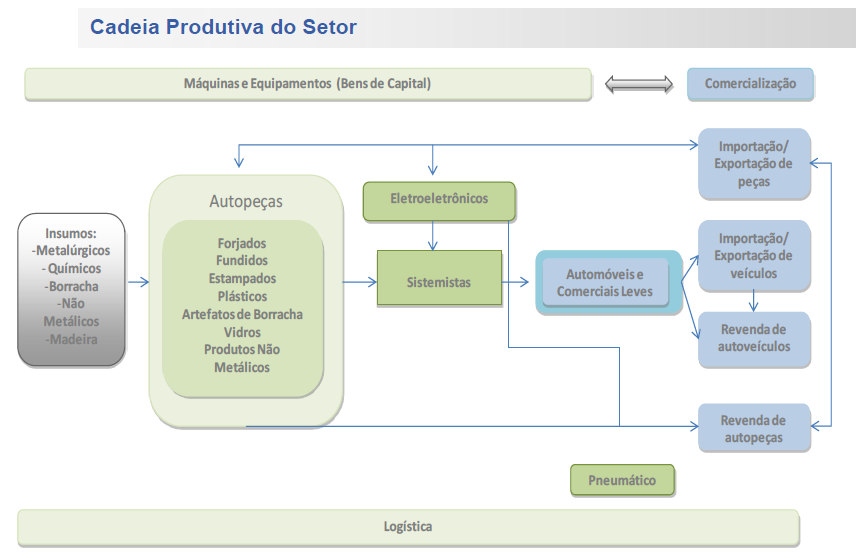 Cadeia Produtiva do Setor
Máquinas e Equipamentos (Bens de Capital)
Comercialização
Importação/
Exportação de
peças
Autopeças
Eletroeletrônicos
Insumos:
-Metalúrgicos
- Químicos
-Borracha
-Não
Metálicos
-Madeira
Forjados
Fundidos
Estampados
Plásticos
Artefatos de Borracha
Vidros
Produtos Não
Metálicos
Sistemistas
Automóveis e
Comerciais Leves
Importação/
Exportação de
veículos
Revenda de
autoveículos
Revenda de
autopeças
Pneumático
Logística